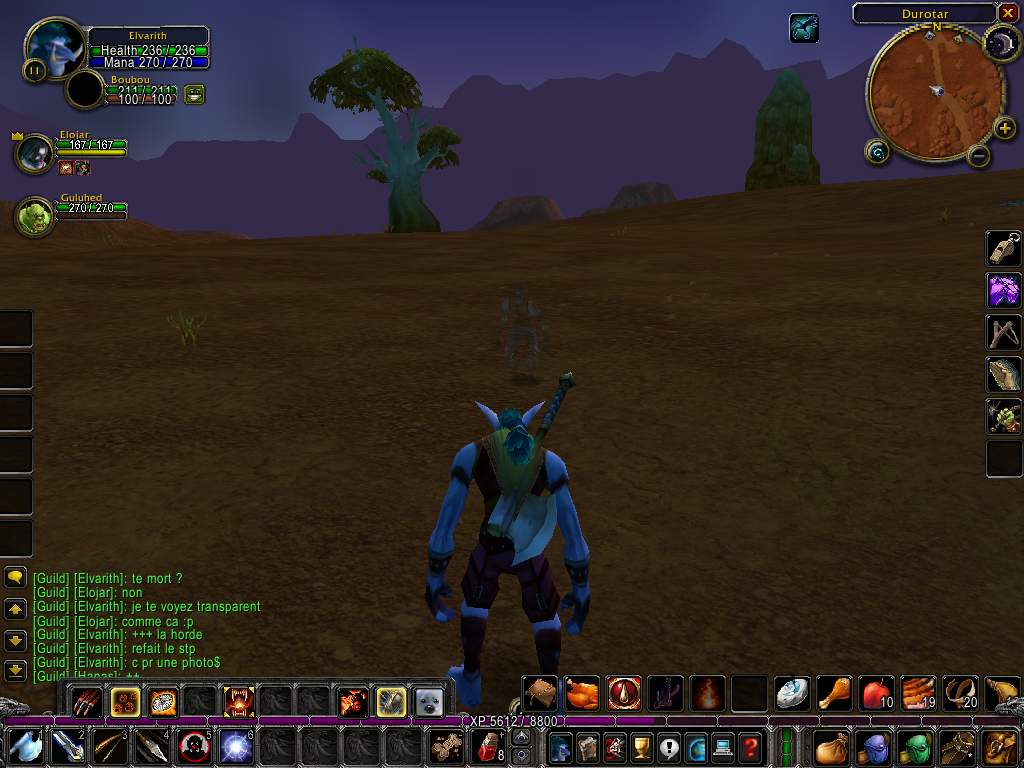 Elvarith
Health 236 / 236
Mana 270 / 270
11
Boubou
211 / 211
100 / 100
Elojar
167 / 167
Guluhed
270 / 270
Durotar
N
[Guild] [Elvarith]: te mort ?
[Guild] [Elojar]: non
[Guild] [Elvarith]: je te voyez transparent
[Guild] [Elojar]: comme ca :p
[Guild] [Elvarith]: +++ la horde
[Guild] [Elvarith]: refait le stp
[Guild] [Elvarith]: c pr une photo$
[Guild] [Hapas]: ++
10
19
20
XP 5612 / 8800
2
3
4
5
6
8